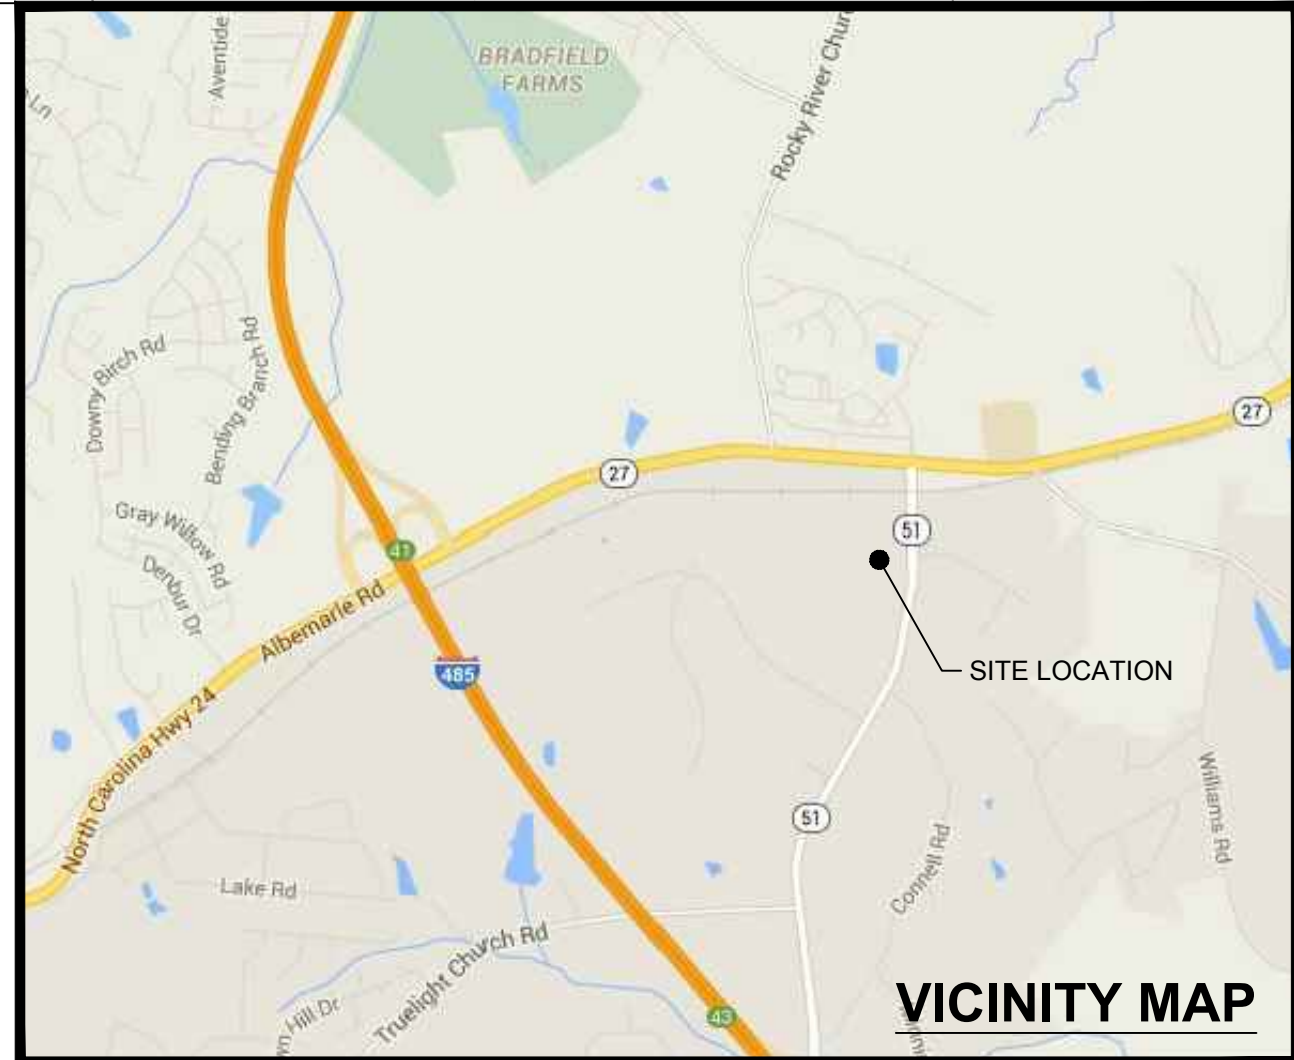 Aventide
BRADFIELD
FARMS
Rocky River Churc
Ln
Downy Birch Rd
Bending Branch Rd
27
27
Gray Willow Rd
51
41
Denbur Dr
Albemarle Rd
485
SITE LOCATION
North Carolina Hwy 24
51
Williams Rd
Connell Rd
Lake Rd
Truelight Church Rd
wn Hill Dr
43
VICINITY MAP